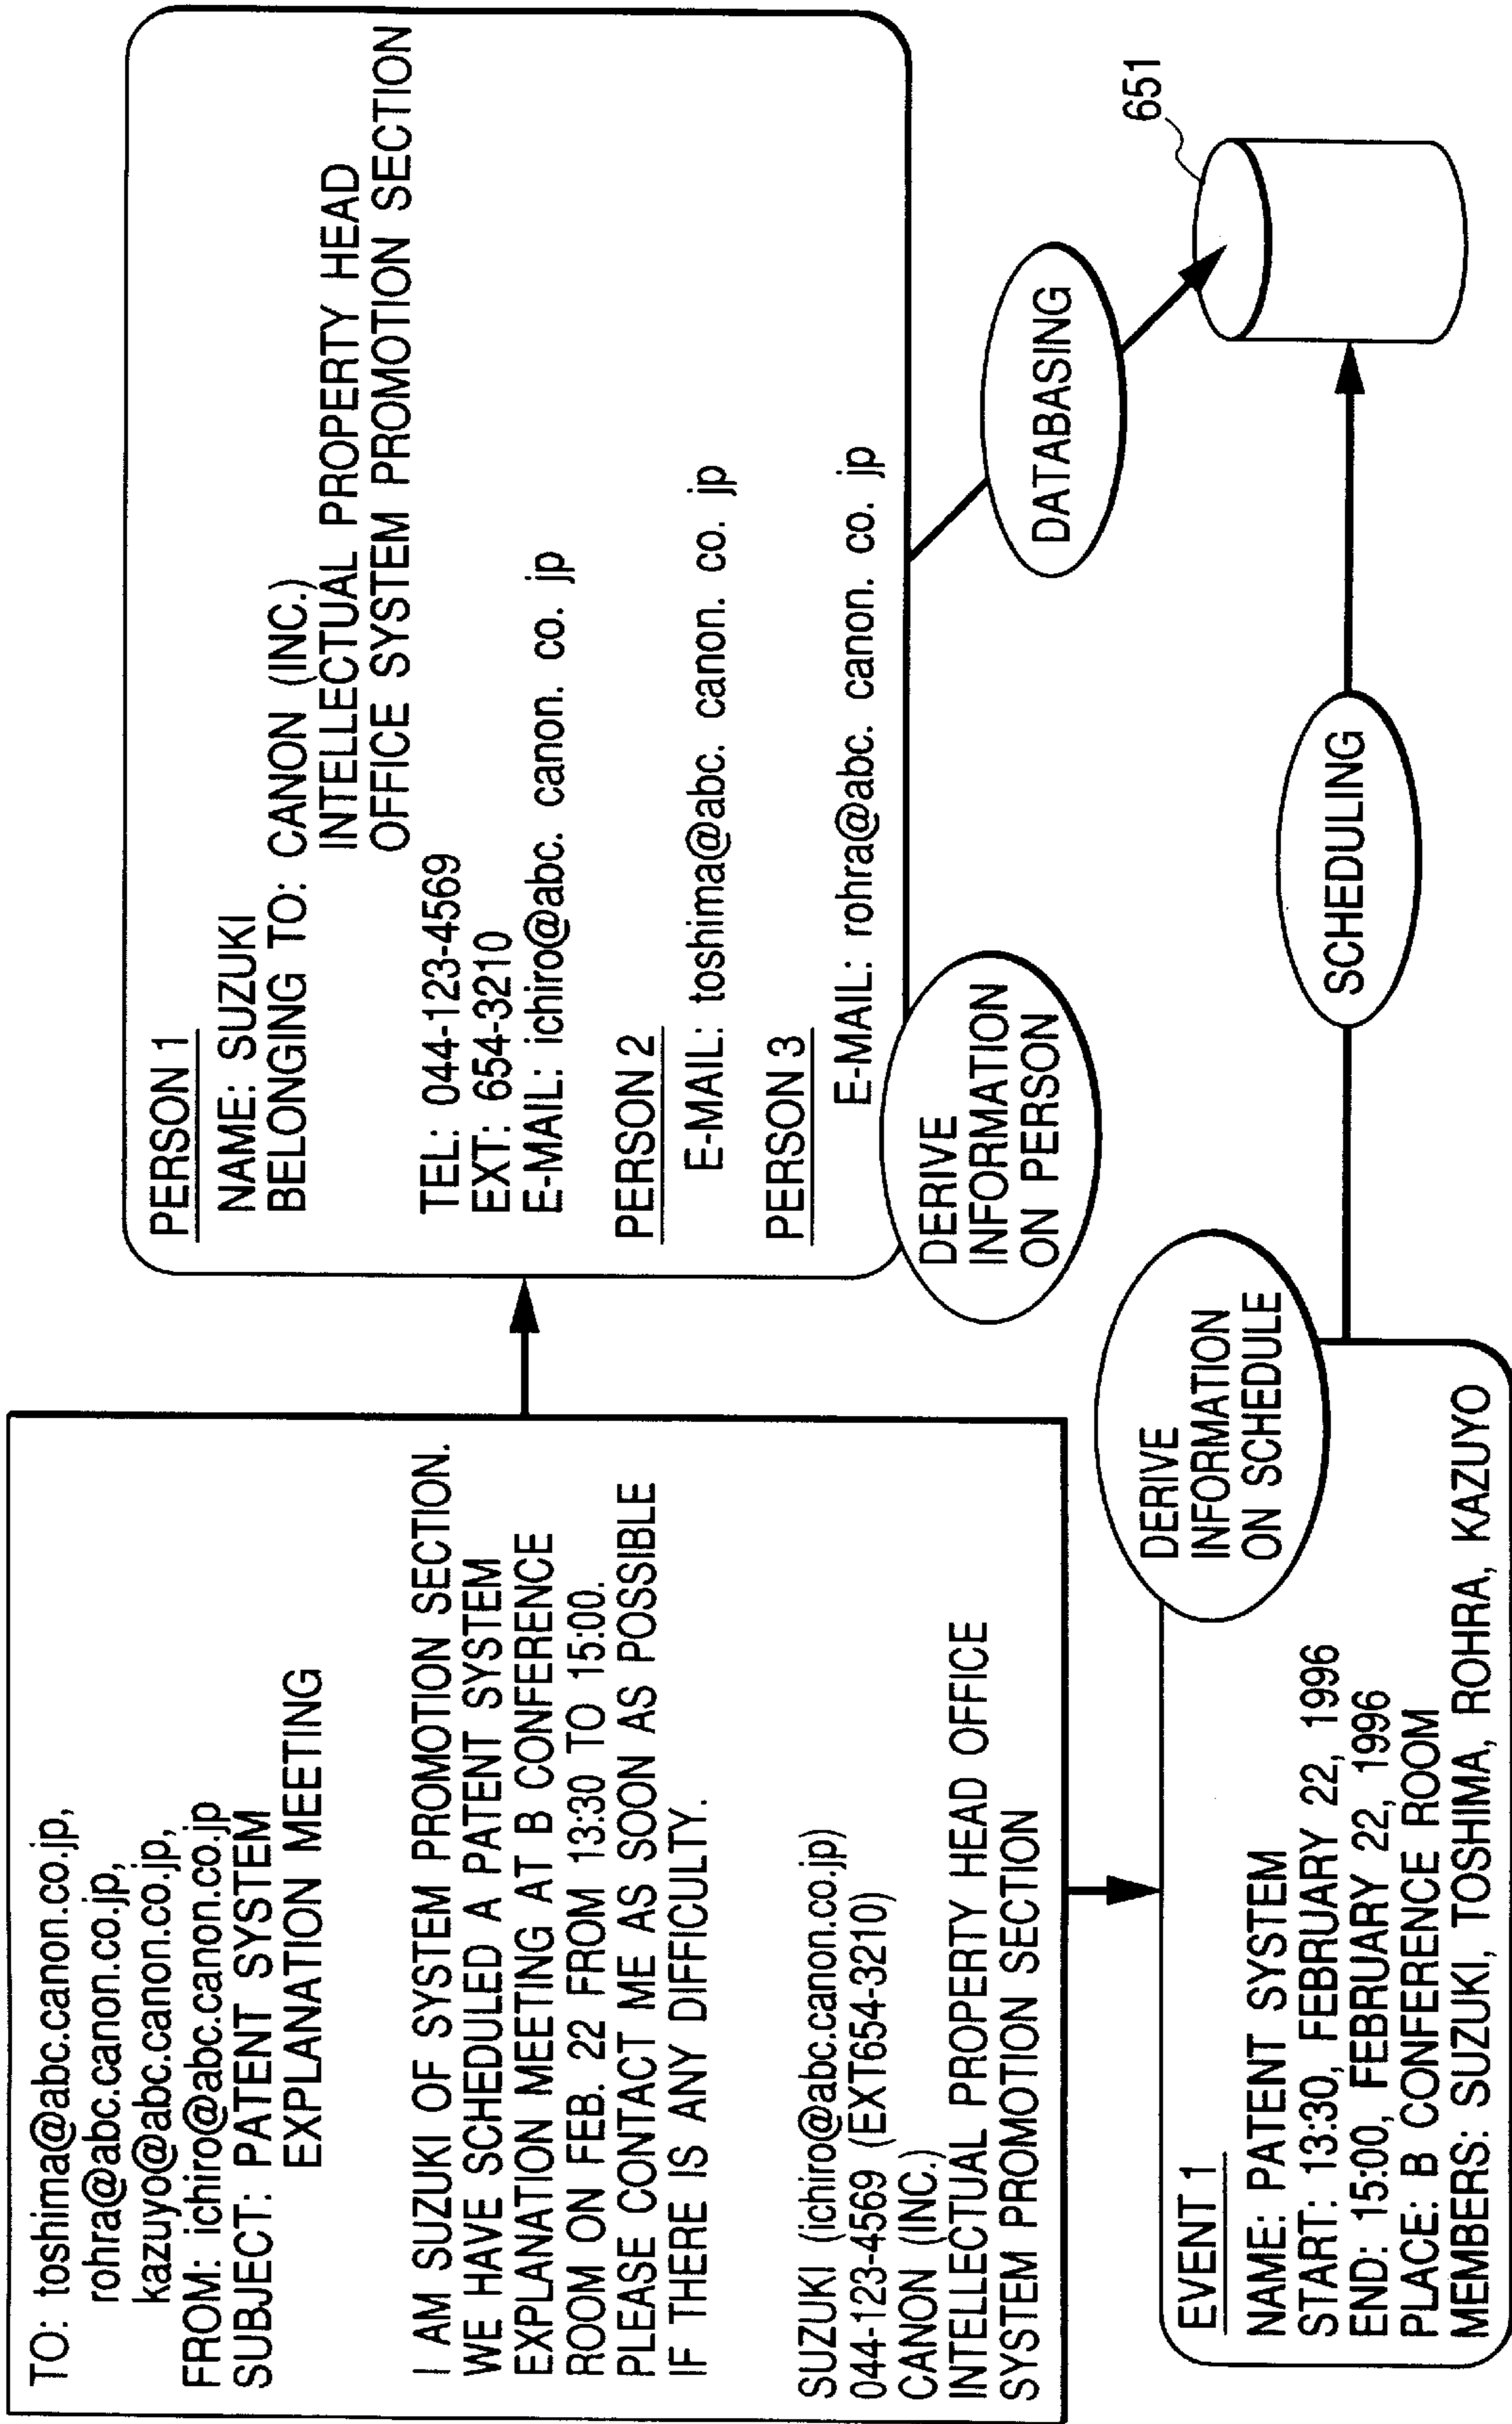 TO: toshima@abc.canon.co.jp,
rohra@abc.canon.co.jp,
kazuyo@abc.canon.co.jp,
FROM: ichiro@abc.canon.co.jp
SUBJECT: PATENT SYSTEM
EXPLANATION MEETING
I AM SUZUKI OF SYSTEM PROMOTION SECTION.
WE HAVE SCHEDULED A PATENT SYSTEM
EXPLANATION MEETING AT B CONFERENCE
ROOM ON FEB. 22 FROM 13:30 TO 15:00.
PLEASE CONTACT ME AS SOON AS POSSIBLE
IF THERE IS ANY DIFFICULTY.
SUZUKI (ichiro@abc.canon.co.jp)
044-123-4569 (EXT654-3210)
CANON (INC.)
INTELLECTUAL PROPERTY HEAD OFFICE
SYSTEM PROMOTION SECTION
PERSON 1
NAME: SUZUKI
BELONGING TO: CANON (INC.)
INTELLECTUAL PROPERTY HEAD
OFFICE SYSTEM PROMOTION SECTION
TEL: 044-123-4569
EXT: 654-3210
E-MAIL: ichiro@abc. canon. co. jp
PERSON 2
E-MAIL: toshima@abc. canon. co. jp
PERSON 3
E-MAIL: rohra@abc. canon. co. jp
DERIVE
INFORMATION
ON PERSON
DATABASING
651
EVENT 1
NAME: PATENT SYSTEM
START: 13:30, FEBRUARY 22, 1996
END: 15:00, FEBRUARY 22, 1996
PLACE: B CONFERENCE ROOM
MEMBERS: SUZUKI, TOSHIMA, ROHRA, KAZUYO
DERIVE
INFORMATION
ON SCHEDULE
SCHEDULING